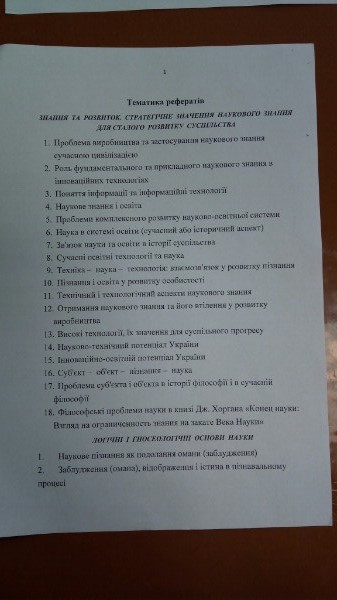 1
Тематика рефератів
ЗНАННЯ ТА РОЗВИТОК. СТРАТЕГІЧНЕ ЗНАЧЕННЯ НАУКОВОГО ЗНАННЯ
ДЛЯ СТАЛОГО РОЗВИТКУ СУСПІЛЬСТВА
1. Проблема виробництва та застосування наукового знання
сучасною цивілізацією
2. Роль фундаментального та прикладного наукового знання в
інноваційних технологіях
3. Поняття інформації та інформаційні технології
4. Наукове знання і освіта
5. Проблеми комплексного розвитку науково-освітньої системи
6. Наука в системі освіти (сучасний або історичний аспект)
7. Зв'язок науки та освіти в історії суспільства
8. Сучасні освітні технології та наука
9. Техніка – наука – технологія: взаємозв'язок у розвитку пізнання
10. Пізнання і освіта у розвитку особистості
11. Технічний і технологічний аспекти наукового знання
12. Отримання наукового знання та його втілення у розвитку
виробництва
13. Високі технології, їх значення для суспільного прогресу
14. Науково-технічний потенціал України
15. Інноваційно-освітній потенціал України
16. Суб'єкт – об'єкт – пізнання – наука
17. Проблема суб'єкта і об'єкта в історії філософії і в сучасній
філософії
18. Філософські проблеми науки в книзі Дж. Хоргана «Конец науки:
Взгляд на ограниченность знания на закате Века Науки»
ЛОГІЧНІ І ГНОСЕОЛОГІЧНІ ОСНОВИ НАУКИ
1. Наукове пізнання як подолання омани (заблудження)
2. Заблудження (омана), відображення і істина в пізнавальному
процесі